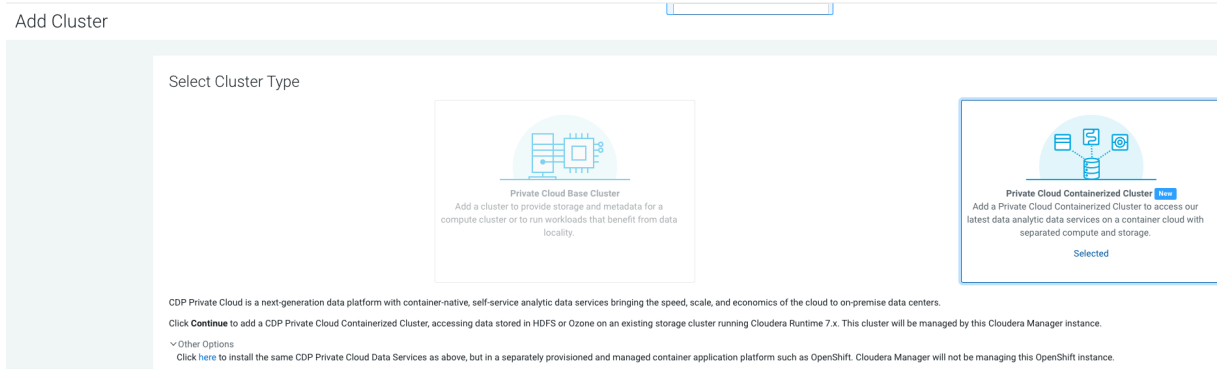 Add Cluster
Select Cluster Type
Private Cloud Base Cluster
Add a cluster to provide storage and metadata for a
compute cluster or to run workloads that benefit from data
locality.
Private Cloud Containerized Cluster New
Add a Private Cloud Containerized Cluster to access our
latest data analytic data services on a container cloud with
separated compute and storage.
Selected
CDP Private Cloud is a next-generation data platform with container-native, self-service analytic data services bringing the speed, scale, and economics of the cloud to on-premise data centers.
Click Continue to add a CDP Private Cloud Containerized Cluster, accessing data stored in HDFS or Ozone on an existing storage cluster running Cloudera Runtime 7.x. This cluster will be managed by this Cloudera Manager instance.
Other Options
Click here to install the same CDP Private Cloud Data Services as above, but in a separately provisioned and managed container application platform such as OpenShift. Cloudera Manager will not be managing this OpenShift instance.